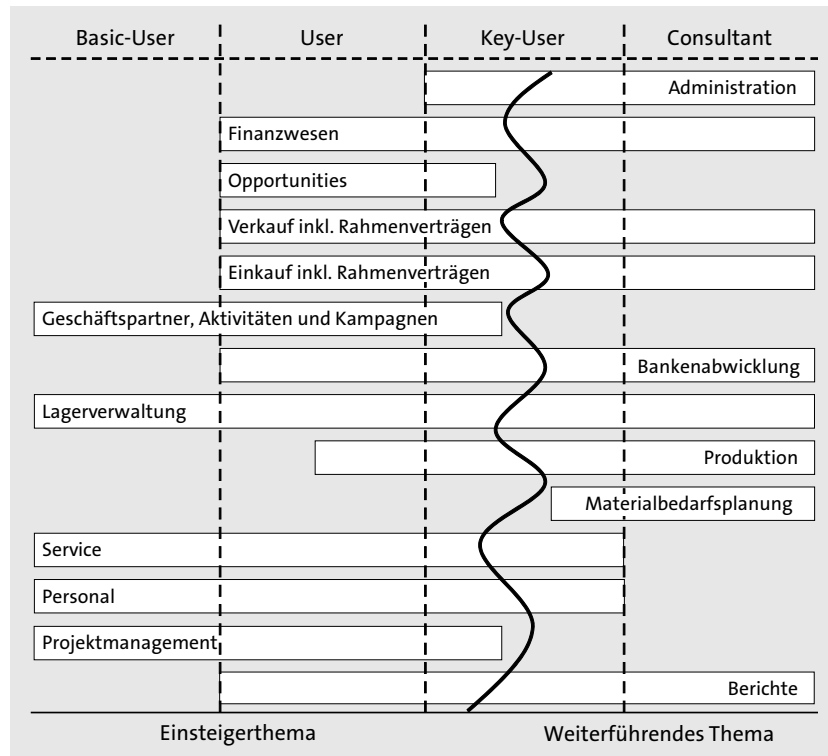 Basic-User User Key-User Consultant
Administration
Finanzwesen
Opportunities
Verkauf inkl. Rahmenverträgen
Einkauf inkl. Rahmenverträgen
Geschäftspartner, Aktivitäten und Kampagnen
Bankenabwicklung
Lagerverwaltung
Produktion
Materialbedarfsplanung
Service
Personal
Projektmanagement
Berichte
Einsteigerthema Weiterführendes Thema